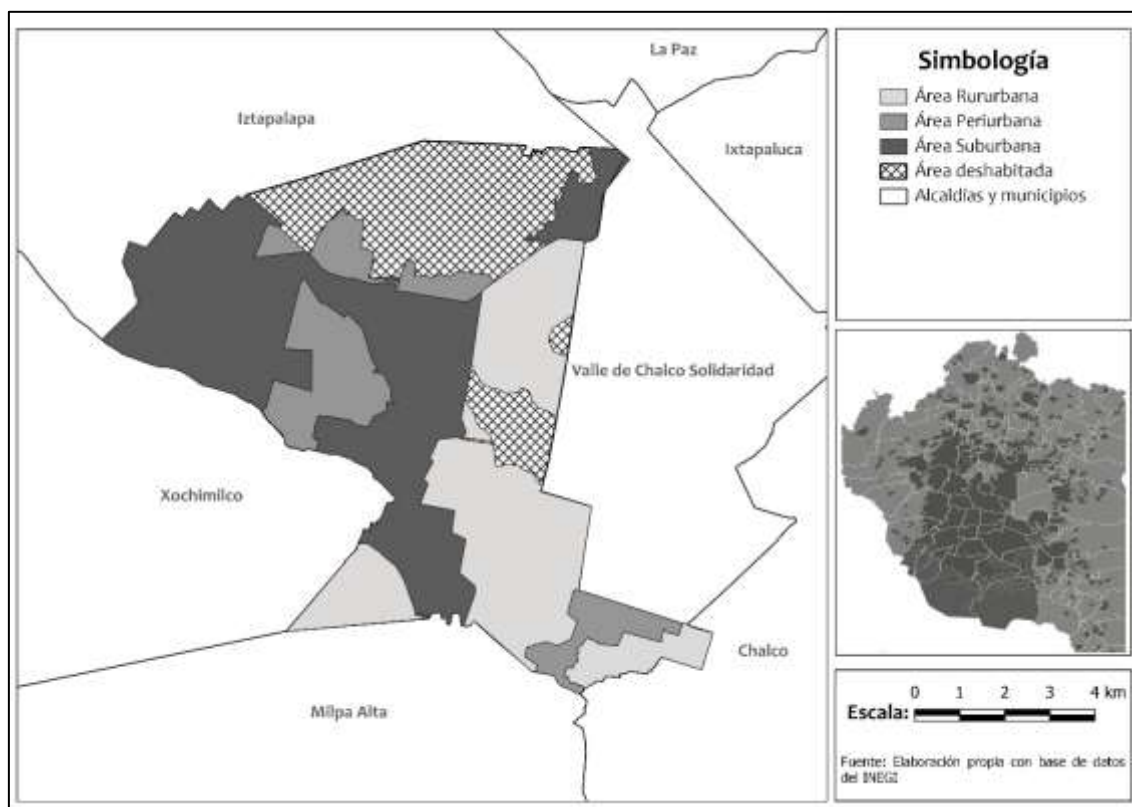 La Paz
Iztapalapa
Ixtapaluca
Valle de Chalco Solidaridad
Xochimilco
Chalco
Milpa Alta
Simbología
Área Rururbana
Área Periurbana
Área Suburbana
Área deshabitada
Alcaldías y municipios
0 1 2 3 4 km
Escala:
Fuente: Elaboración propia con base de datos
del INEGI